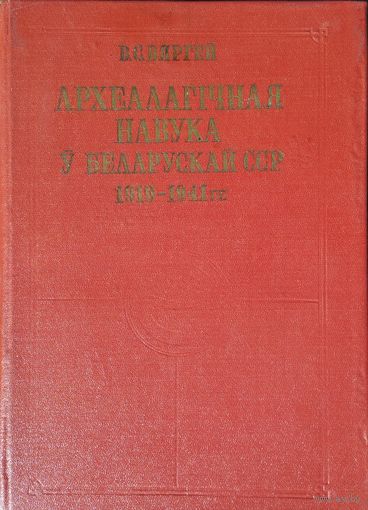 В. С. ВЯРГЕЙ
АРХЕАЛАГІЧНАЯ
НАВУКА
Ў БЕЛАРУСКАЙ ССР
1919-1941 гг.